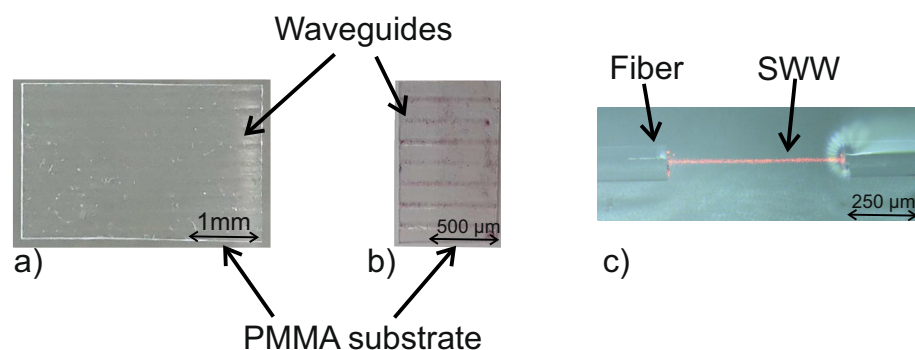 Waveguides
Fiber SWW
1mm
500 µm
250 µm
a)
b)
c)
PMMA substrate